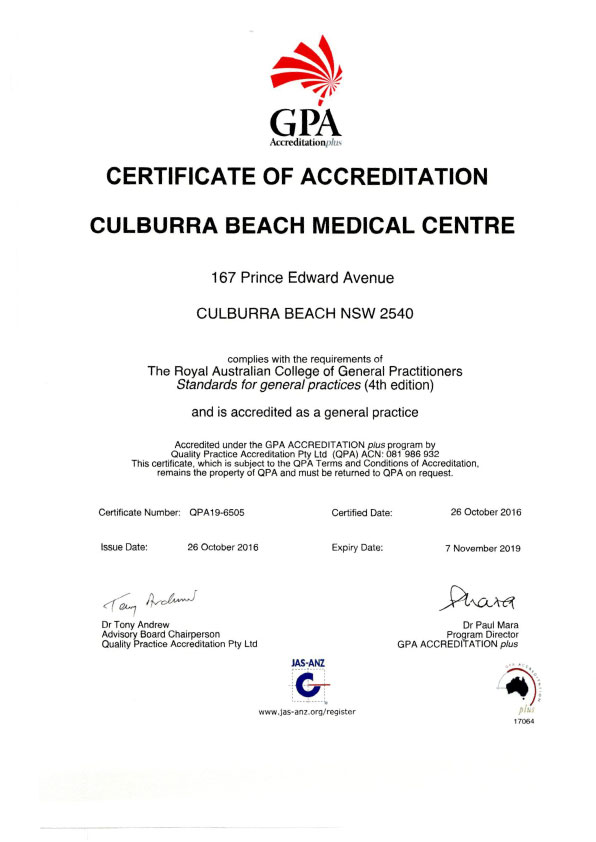 GPA
Accreditationplus
CERTIFICATE OF ACCREDITATION
CULBURRA BEACH MEDICAL CENTRE
167 Prince Edward Avenue
CULBURRA BEACH NSW 2540
complies with the requirements of
The Royal Australian College of General Practitioners
Standards for general practices (4th edition)
and is accredited as a general practice
Accredited under the GPA ACCREDITATION plus program by
Quality Practice Accreditation Pty Ltd (QPA) ACN: 081 986 932
This certificate, which is subject to the QPA Terms and Conditions of Accreditation,
remains the property of QPA and must be returned to QPA on request.
Certificate Number: QPA19-6505 Certified Date: 26 October 2016
Issue Date: 26 October 2016 Expiry Date: 7 November 2019
Tony Andrew
Dr Tony Andrew Dr Paul Mara
Advisory Board Chairperson Program Director
Quality Practice Accreditation Pty Ltd GPA ACCREDITATION plus
JAS-ANZ
www.jas-anz.org/register
GPA ACCREDITATION
plus
17064